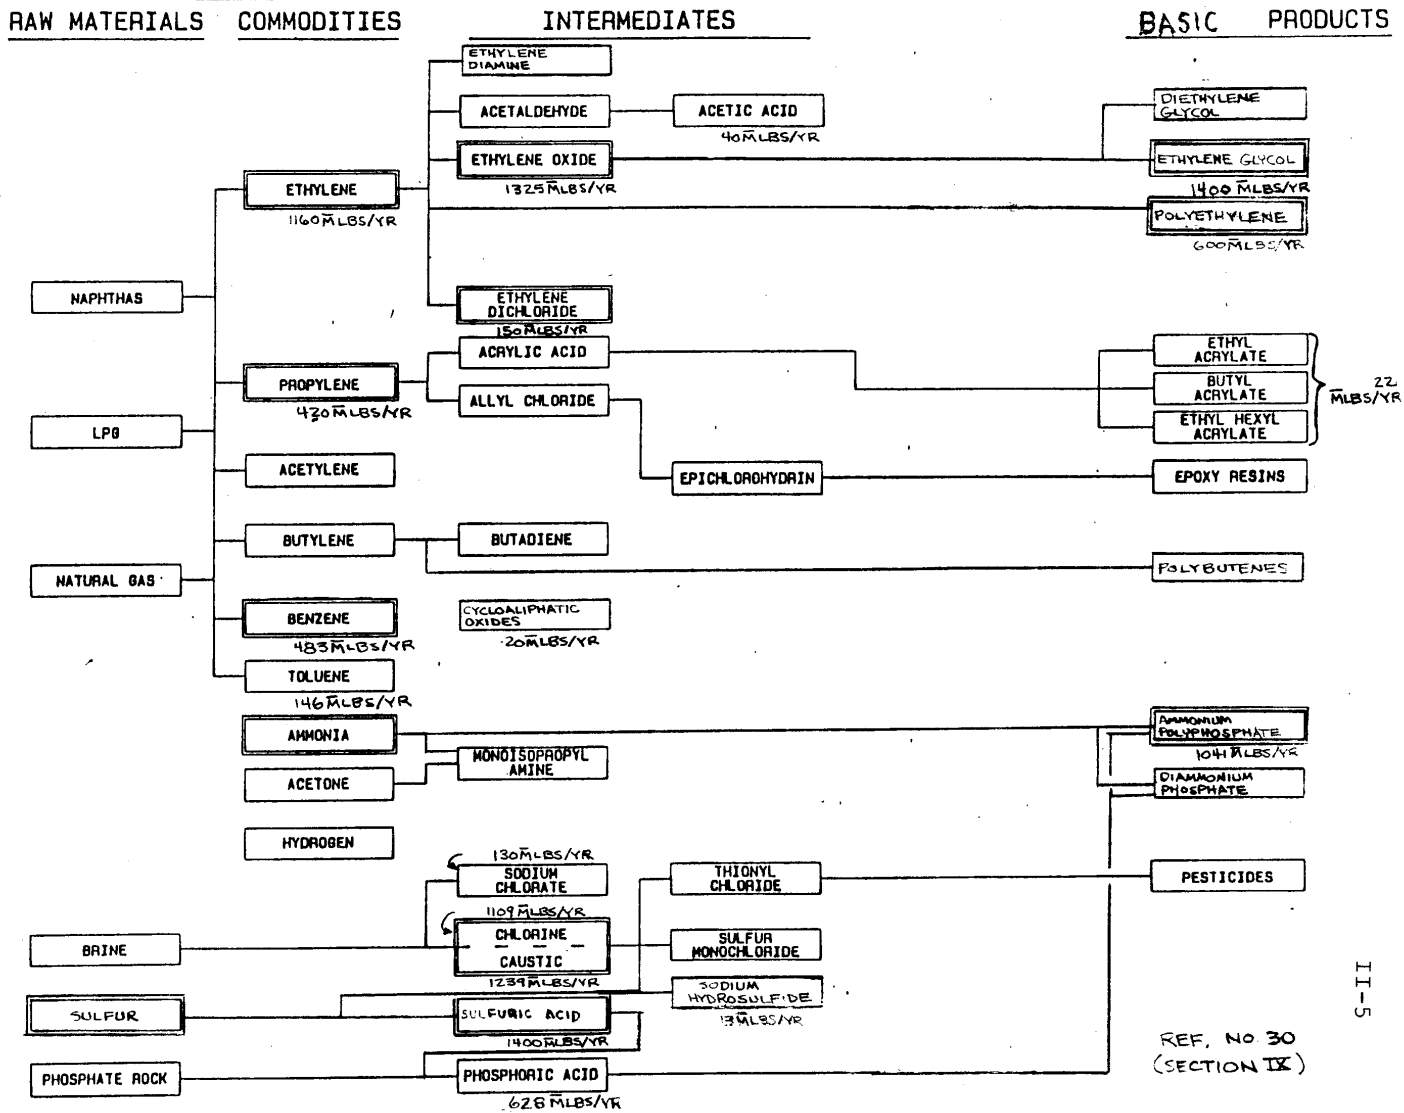 RAW MATERIALS COMMODITIES INTERMEDIATES BASIC PRODUCTS
ETHYLENE
DIAMINE
ACETALDEHYDE
ACETIC ACID
40 M̅LBS/YR
DIETHYLENE
GLYCOL
ETHYLENE OXIDE
1325 M̅LBS/YR
ETHYLENE GLYCOL
1400 M̅LBS/YR
ETHYLENE
1160 M̅LBS/YR
POLYETHYLENE
600 M̅LBS/YR
NAPHTHAS
ETHYLENE
DICHLORIDE
150 M̅LBS/YR
PROPYLENE
420 M̅LBS/YR
ACRYLIC ACID
ALLYL CHLORIDE
ETHYL
ACRYLATE
BUTYL
ACRYLATE
ETHYL HEXYL
ACRYLATE
22
M̅LBS/YR
LPG
ACETYLENE
EPICHLOROHYDRIN
EPOXY RESINS
BUTYLENE
BUTADIENE
POLYBUTENES
NATURAL GAS
BENZENE
483 M̅LBS/YR
CYCLOALIPHATIC
OXIDES
20 M̅LBS/YR
TOLUENE
146 M̅LBS/YR
AMMONIA
ACETONE
MONOISOPROPYL
AMINE
AMMONIUM
POLYPHOSPHATE
1041 M̅LBS/YR
DIAMMONIUM
PHOSPHATE
HYDROGEN
130 M̅LBS/YR
SODIUM
CHLORATE
THIONYL
CHLORIDE
PESTICIDES
1109 M̅LBS/YR
BRINE
CHLORINE
CAUSTIC
1239 M̅LBS/YR
SULFUR
MONOCHLORIDE
SODIUM
HYDROSULFIDE
13 M̅LBS/YR
SULFUR
SULFURIC ACID
1400 M̅LBS/YR
PHOSPHATE ROCK
PHOSPHORIC ACID
628 M̅LBS/YR
II-5
REF. NO. 30
(SECTION IX)